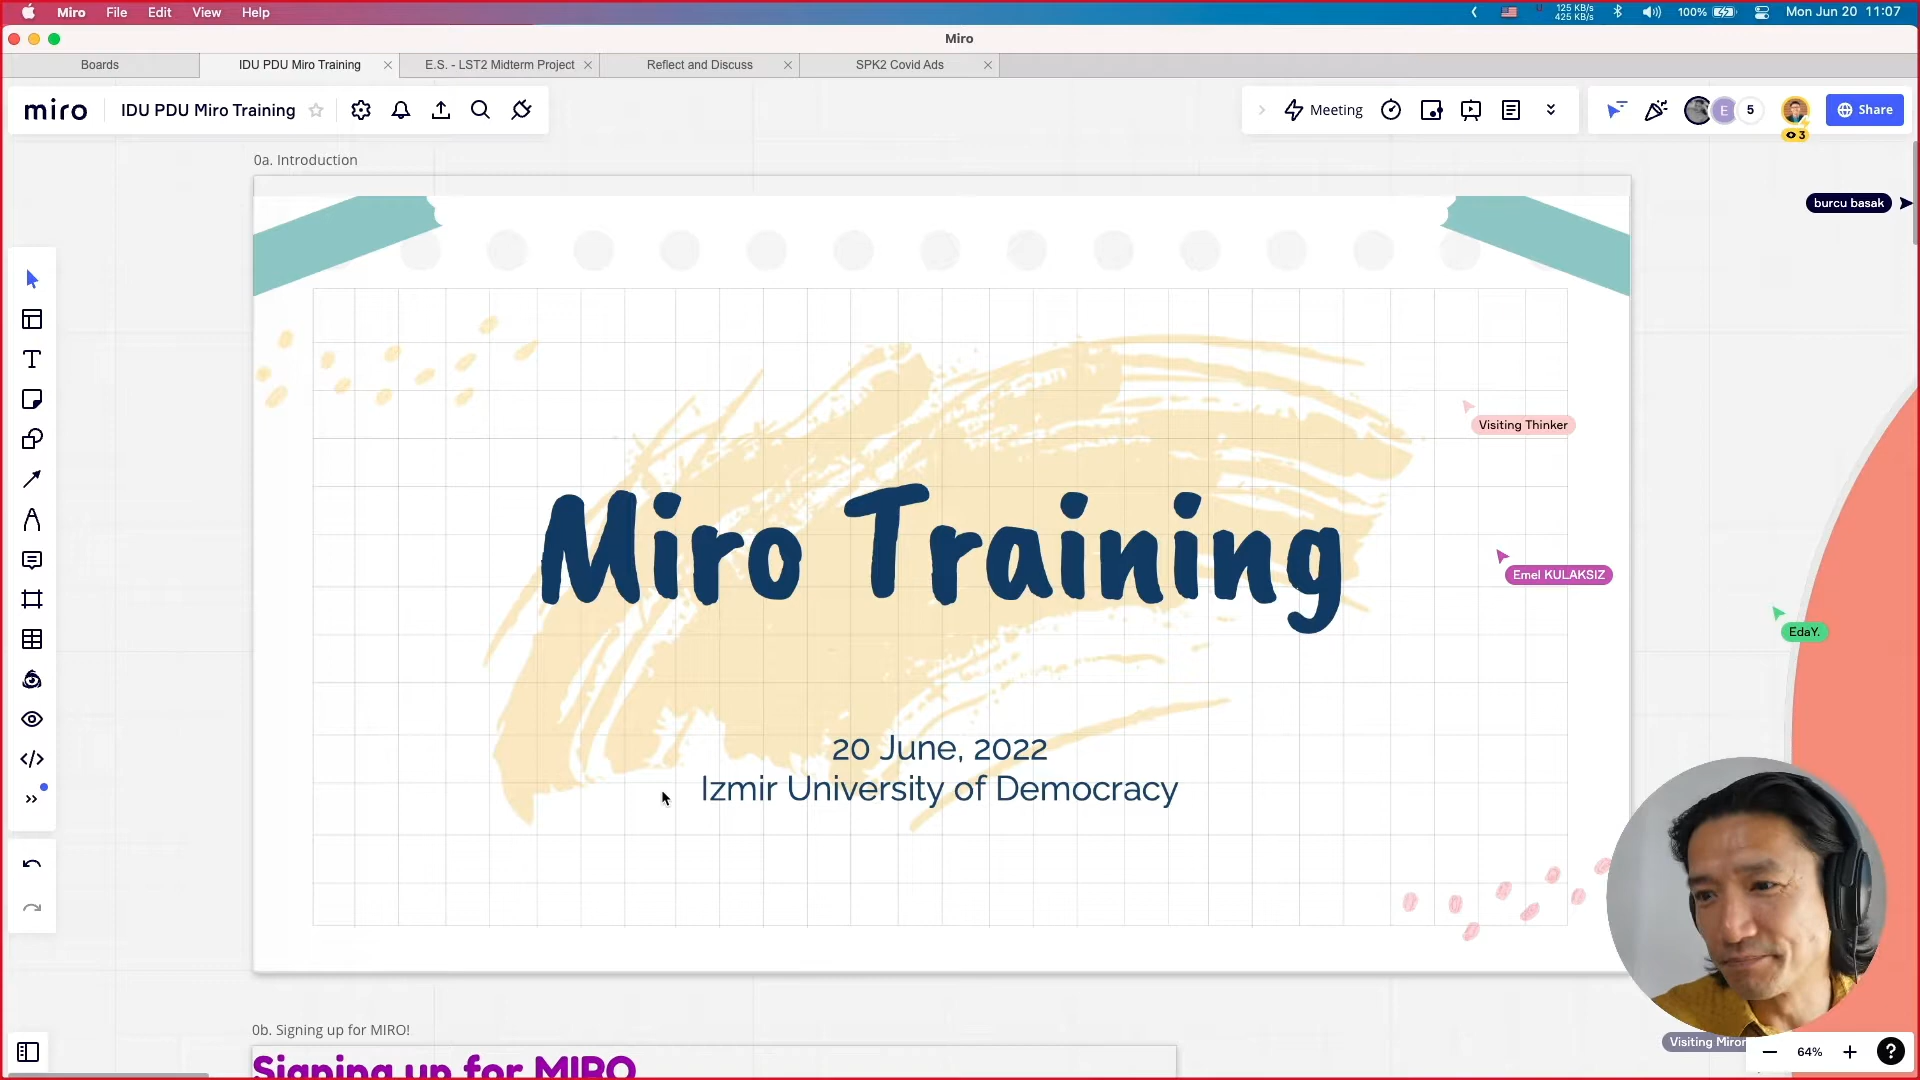 Miro File Edit View Help
125 KB/s
425 KB/s
100%
Mon Jun 20 11:07
Miro
Boards
IDU PDU Miro Training
E.S. - LST2 Midterm Project
Reflect and Discuss
SPK2 Covid Ads
miro
IDU PDU Miro Training
Meeting
E
5
3
Share
0a. Introduction
burcu basak
Visiting Thinker
Miro Training
Emel KULAKSIZ
EdaY.
20 June, 2022
Izmir University of Democracy
0b. Signing up for MIRO!
Signing up for MIRO
Visiting Miron
64%
?